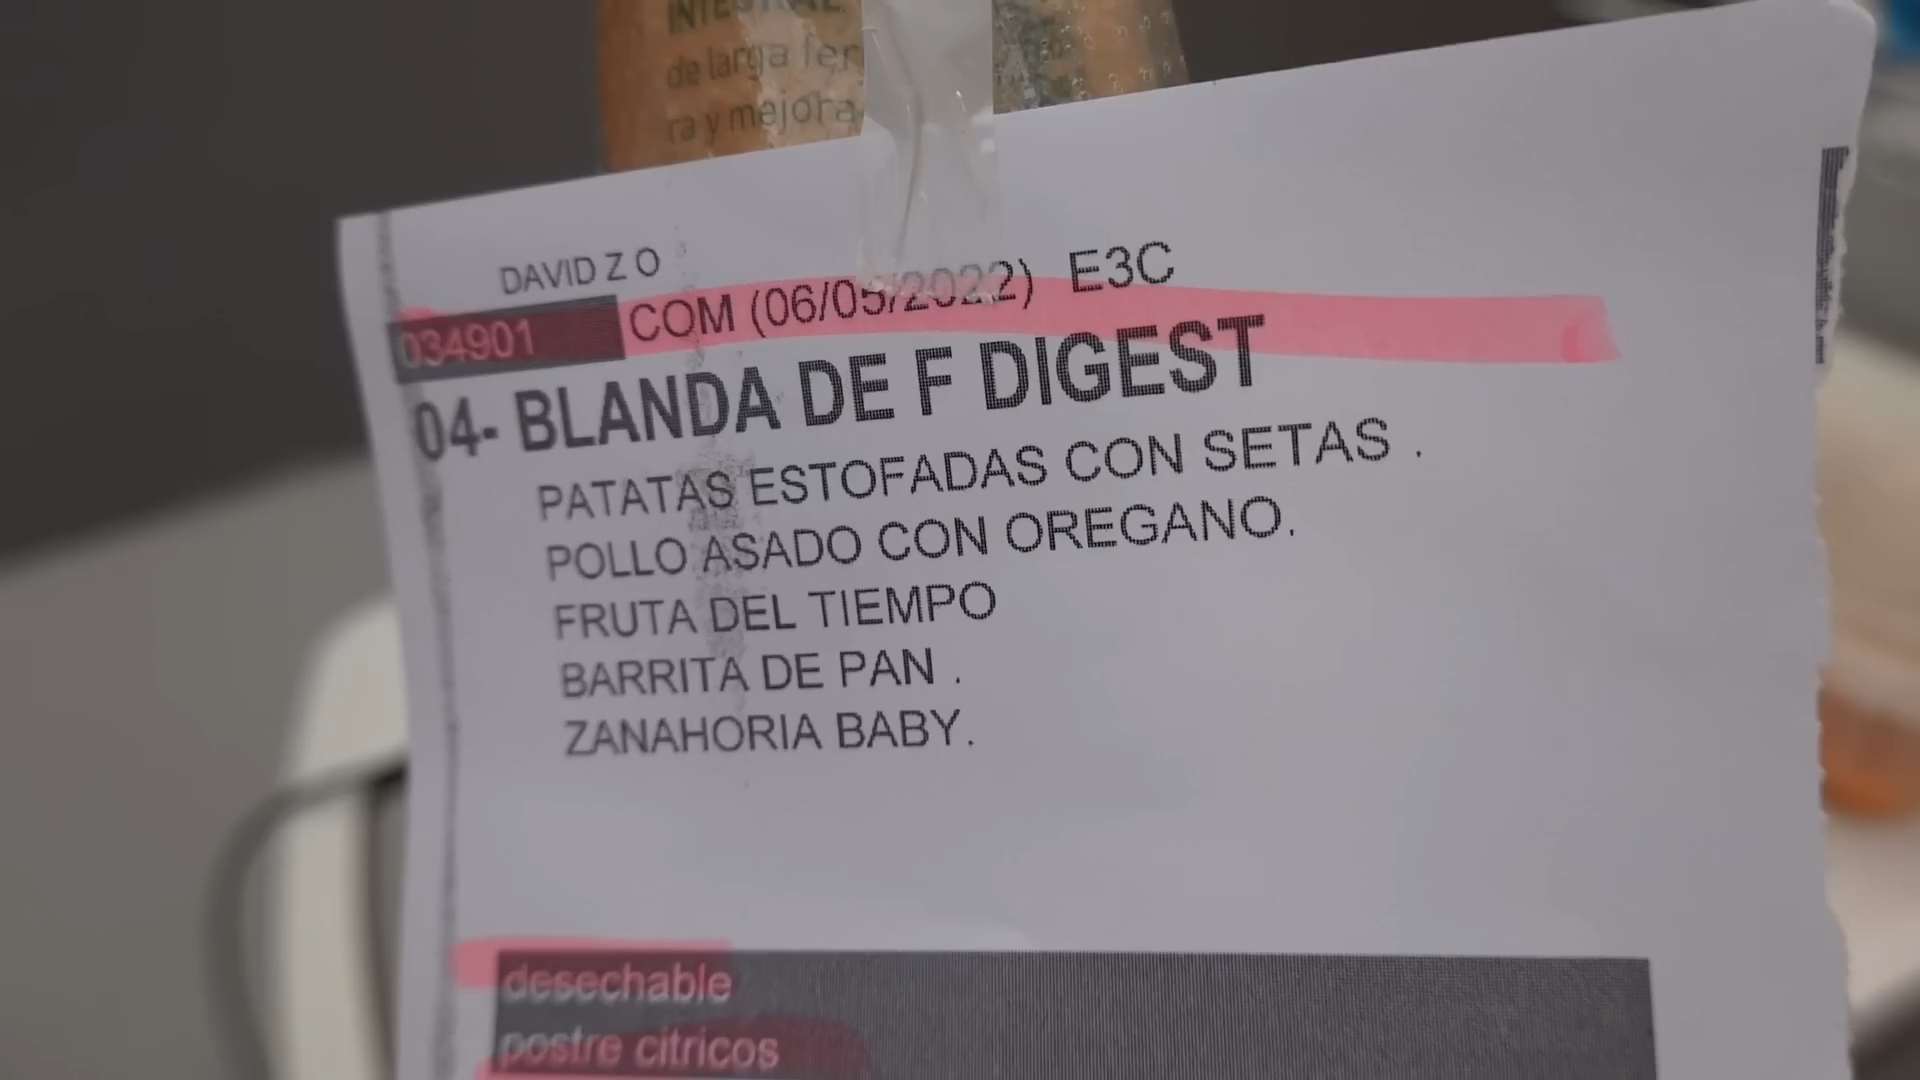 INTEGRAL
de larga fer
ra y mejora
DAVID Z O
034901 COM (06/05/2022) E3C
04- BLANDA DE F DIGEST
PATATAS ESTOFADAS CON SETAS .
POLLO ASADO CON OREGANO.
FRUTA DEL TIEMPO
BARRITA DE PAN .
ZANAHORIA BABY.
desechable
postre citricos